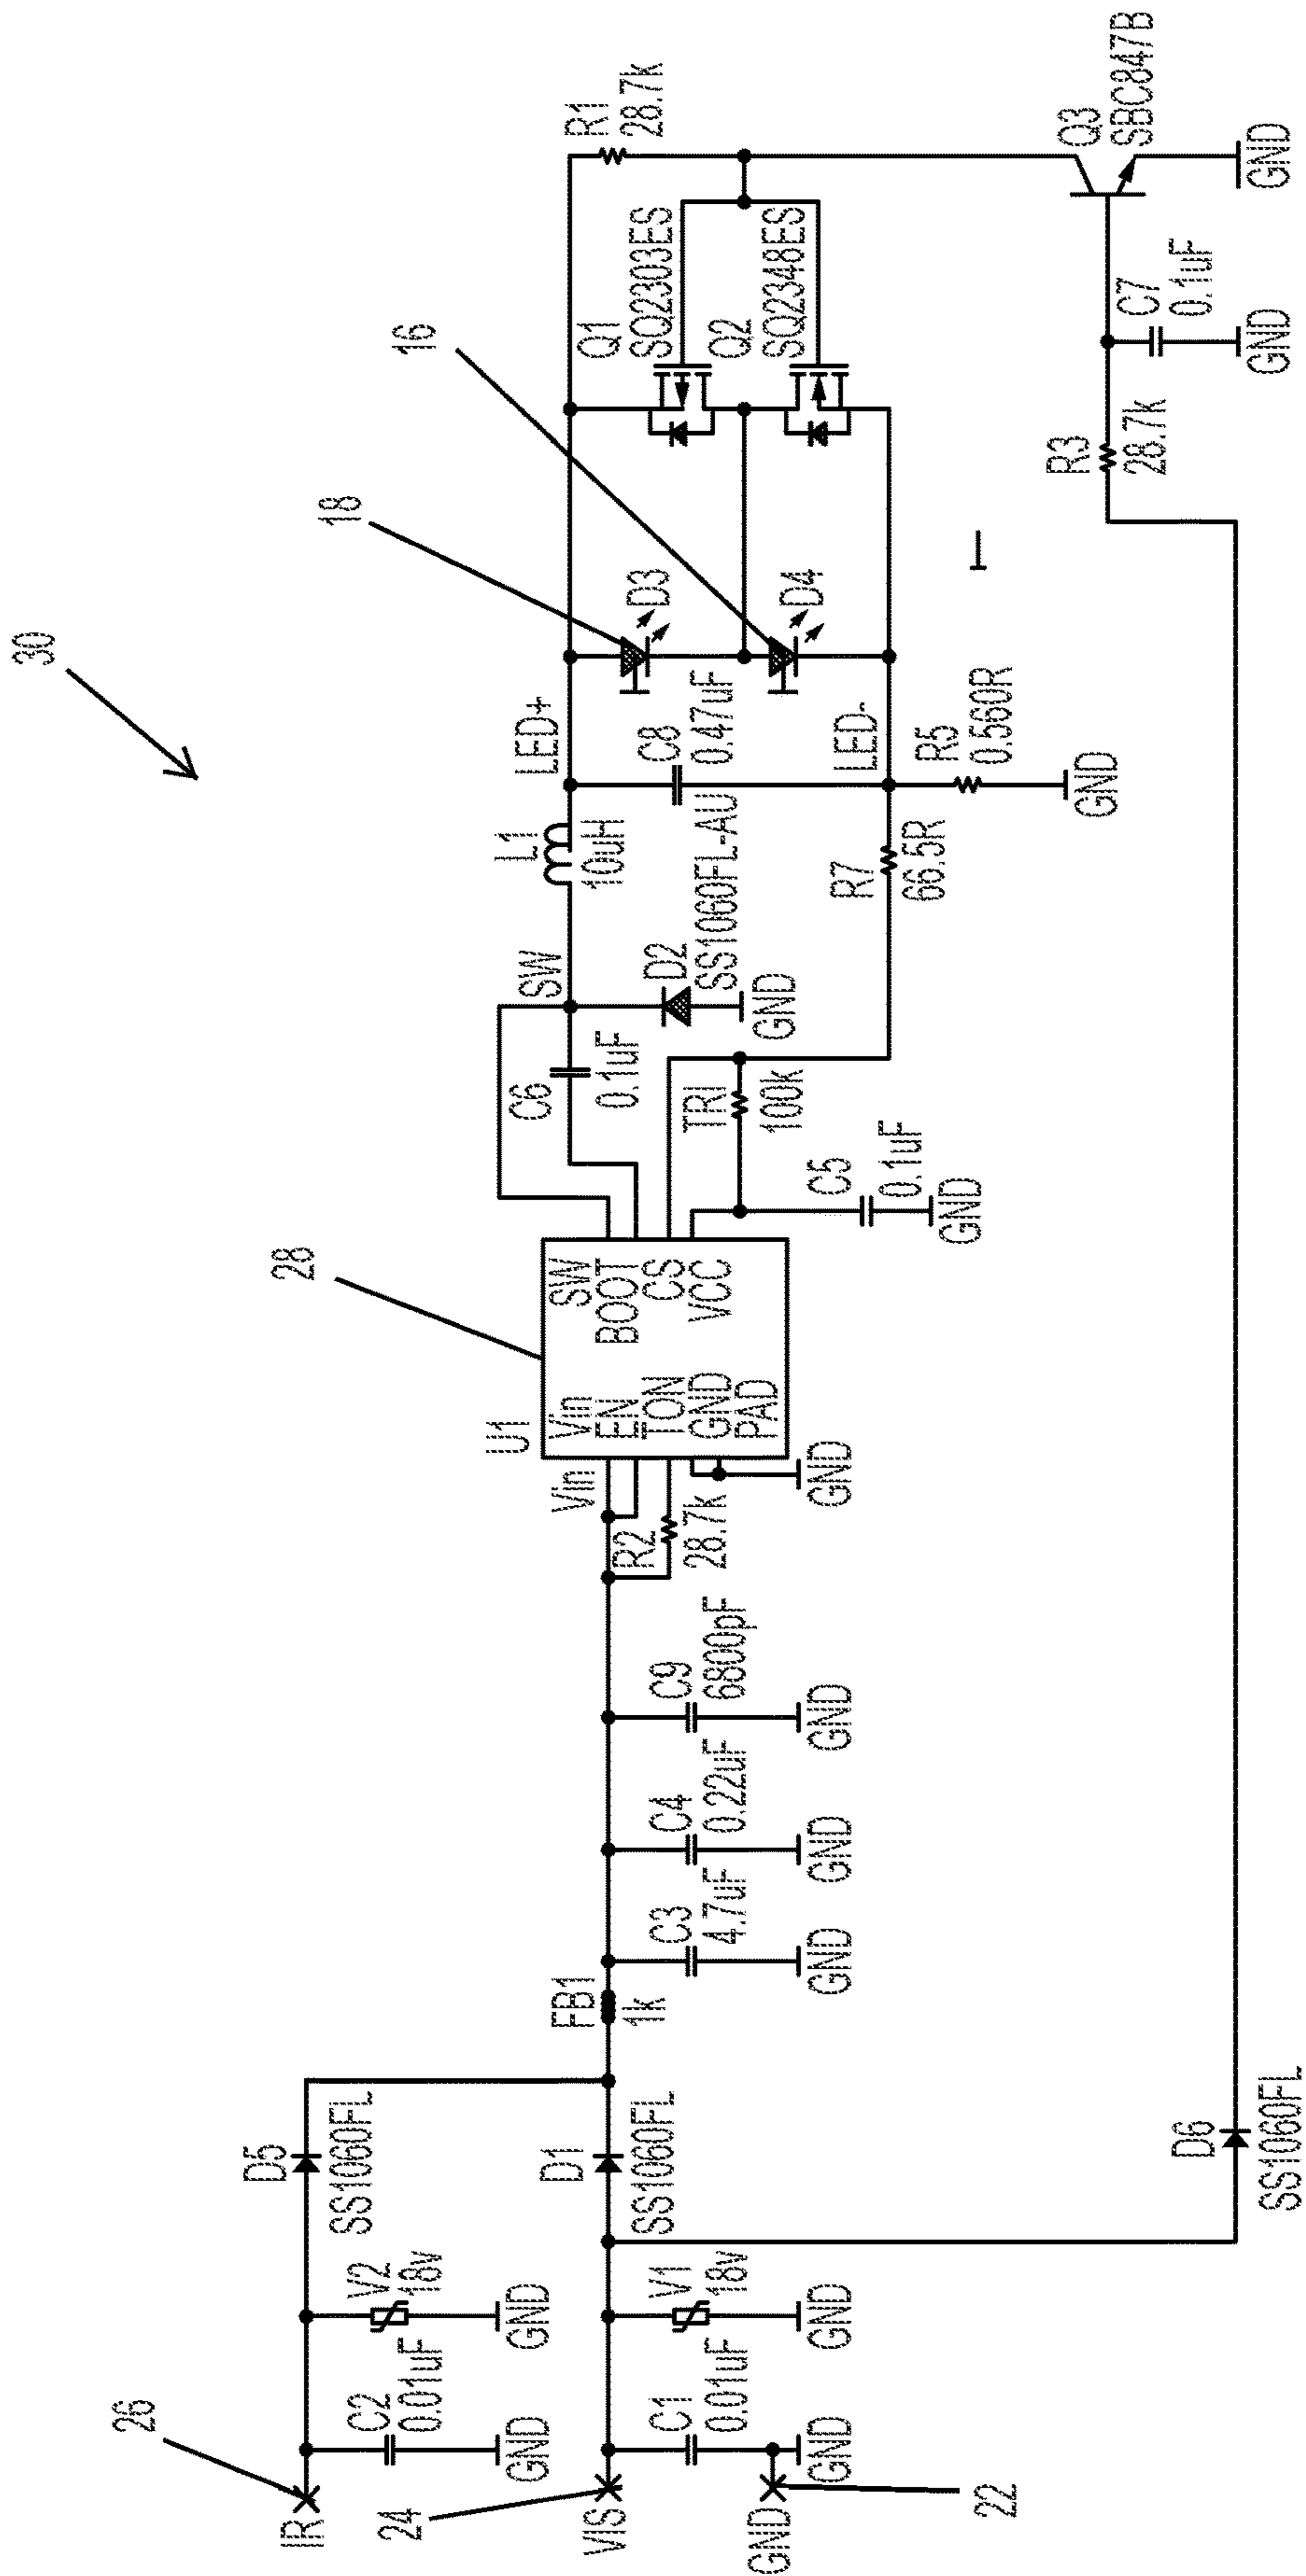 30
26
IR
C2
0.01uF
GND
V2
18v
GND
D5
SS1060FL
24
VIS
C1
0.01uF
GND
V1
18v
GND
D1
SS1060FL
GND
22
FB1
1k
C3
4.7uF
GND
C4
0.22uF
GND
C9
6800pF
GND
Vin
R2
28.7k
GND
28
U1
Vin
EN
TON
GND
PAD
SW
BOOT
CS
VCC
C6
0.1uF
SW
L1
10uH
LED+
D2
SS1060FL-AU
GND
TRI
100k
C5
0.1uF
GND
C8
0.47uF
R7
66.5R
LED-
R5
0.560R
GND
18
D3
16
D4
Q1
SQ2303ES
Q2
SQ2348ES
R1
28.7k
R3
28.7k
C7
0.1uF
GND
Q3
SBC847B
GND
D6
SS1060FL